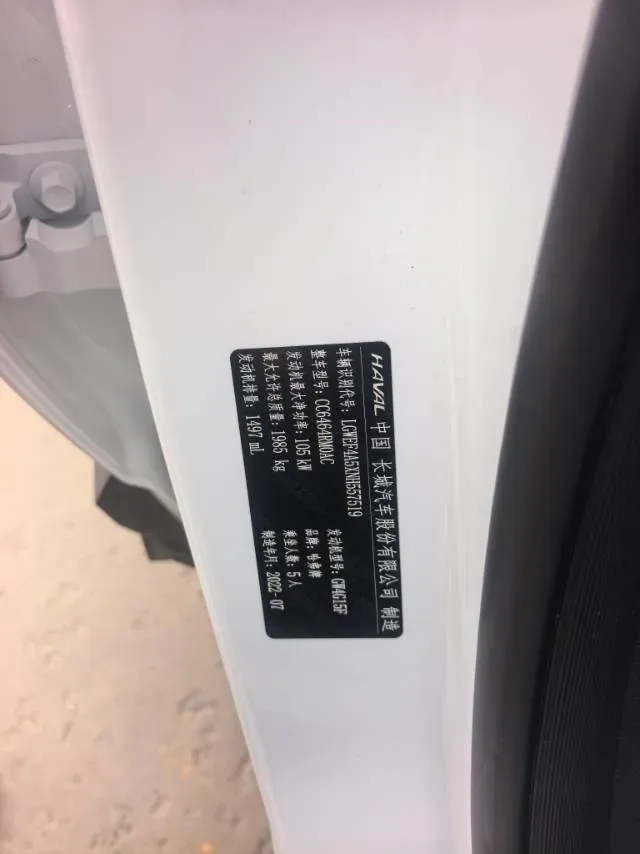 HAVAL 中国 长城汽车股份有限公司 制造
车辆识别代号: LGWEF4A5XNH557519
整车型号: CC6464RM0AC 发动机型号: GW4G15F
发动机最大净功率: 105 kW 品牌: 哈弗牌
最大允许总质量: 1985 kg 乘坐人数: 5人
发动机排量: 1497 mL 制造年月: 2022-07